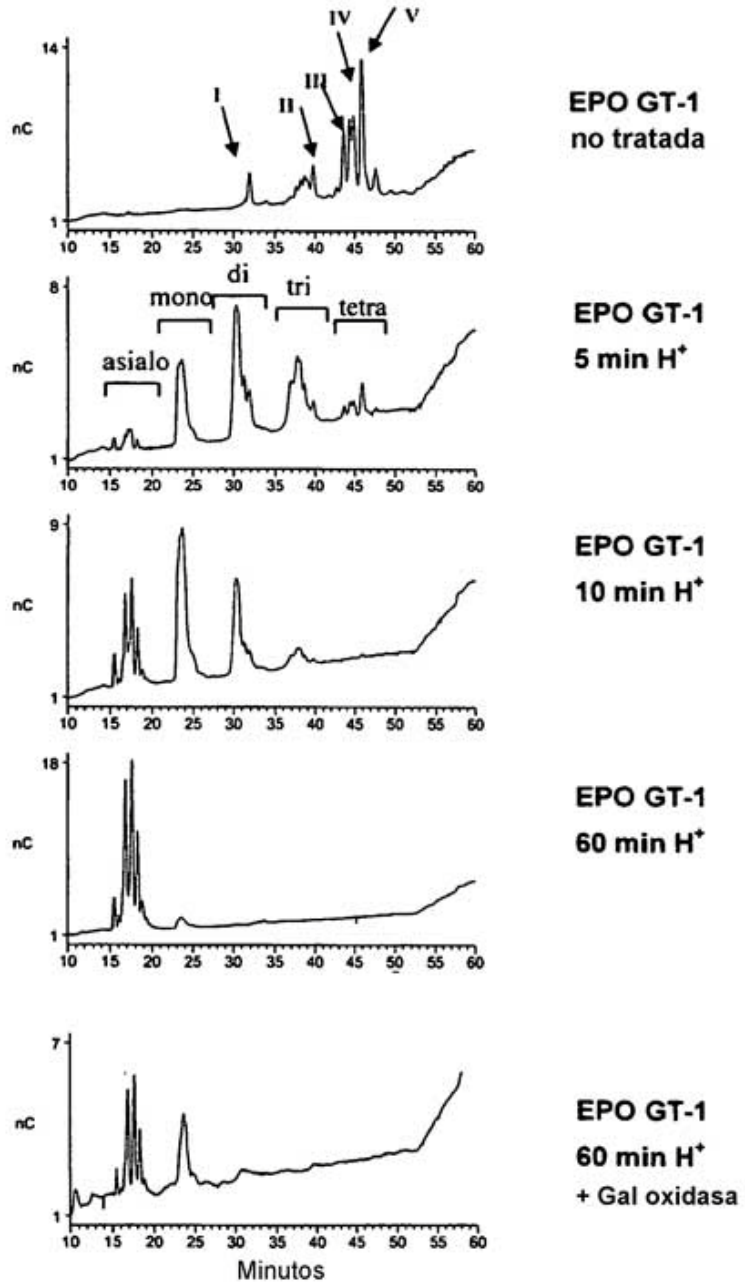 IV V
14
I II III
nC
1
10 15 20 25 30 35 40 45 50 55 60
EPO GT-1
no tratada
8
asialo mono di tri tetra
nC
1
10 15 20 25 30 35 40 45 50 55 60
EPO GT-1
5 min H⁺
9
nC
1
10 15 20 25 30 35 40 45 50 55 60
EPO GT-1
10 min H⁺
18
nC
1
10 15 20 25 30 35 40 45 50 55 60
EPO GT-1
60 min H⁺
7
nC
1
10 15 20 25 30 35 40 45 50 55 60
Minutos
EPO GT-1
60 min H⁺
+ Gal oxidasa